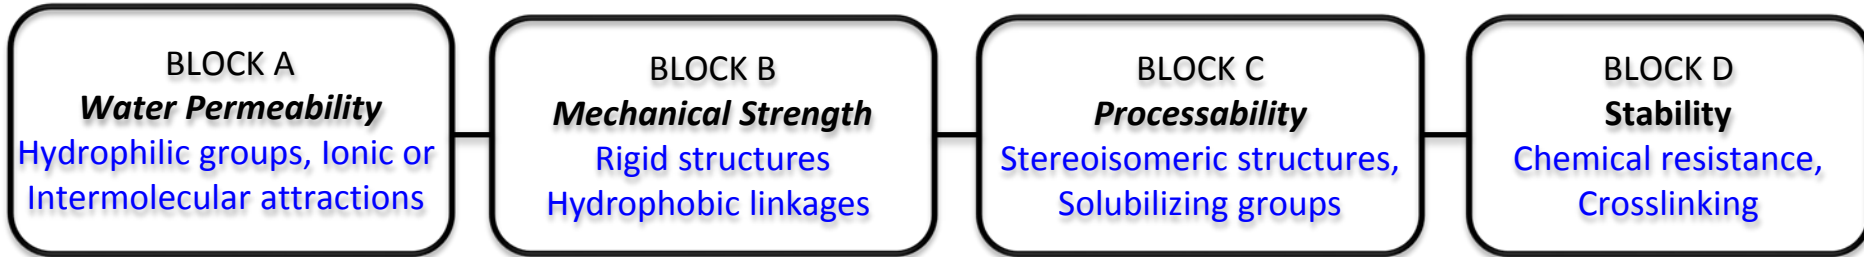 BLOCK A
Water Permeability
Hydrophilic groups, Ionic or
Intermolecular attractions
BLOCK B
Mechanical Strength
Rigid structures
Hydrophobic linkages
BLOCK C
Processability
Stereoisomeric structures,
Solubilizing groups
BLOCK D
Stability
Chemical resistance,
Crosslinking